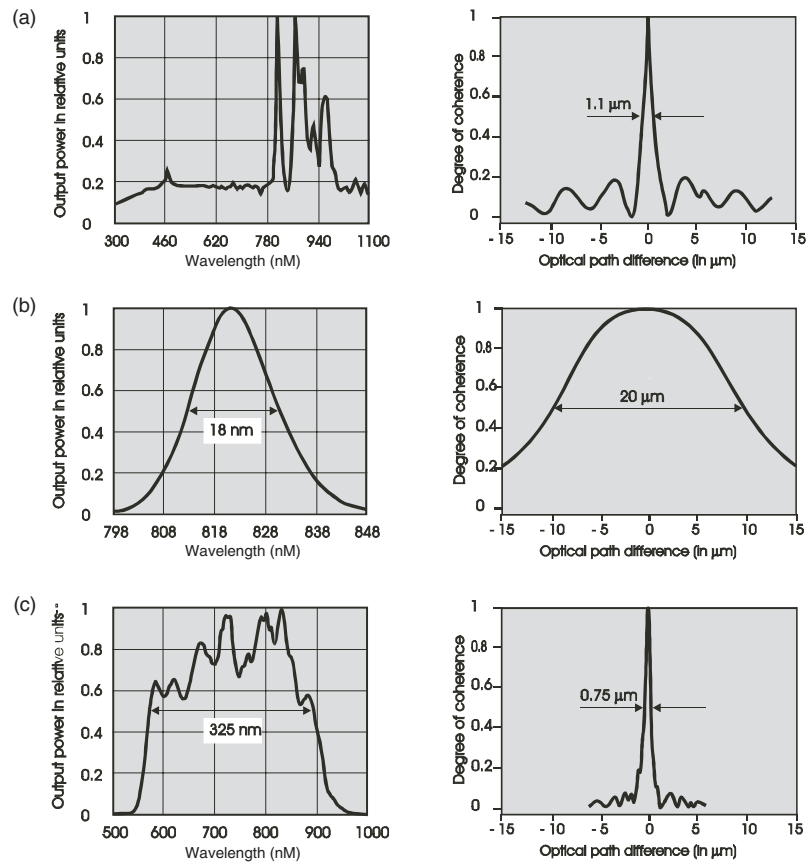 (a)
Output power in relative units
1
0.8
0.6
0.4
0.2
0
300 460 620 780 940 1100
Wavelength (nM)
Degree of coherence
1
0.8
0.6
0.4
0.2
0
1.1 µm
- 15 - 10 -5 0 5 10 15
Optical path difference (in µm)
(b)
Output power in relative units
1
0.8
0.6
0.4
0.2
0
18 nm
798 808 818 828 838 848
Wavelength (nM)
Degree of coherence
1
0.8
0.6
0.4
0.2
0
20 µm
- 15 - 10 -5 0 5 10 15
Optical path difference (in µm)
(c)
Output power in relative units--
1
0.8
0.6
0.4
0.2
0
325 nm
500 600 700 800 900 1000
Wavelength (nM)
Degree of coherence
1
0.8
0.6
0.4
0.2
0
0.75 µm
- 15 - 10 -5 0 5 10 15
Optical path difference (in µm)